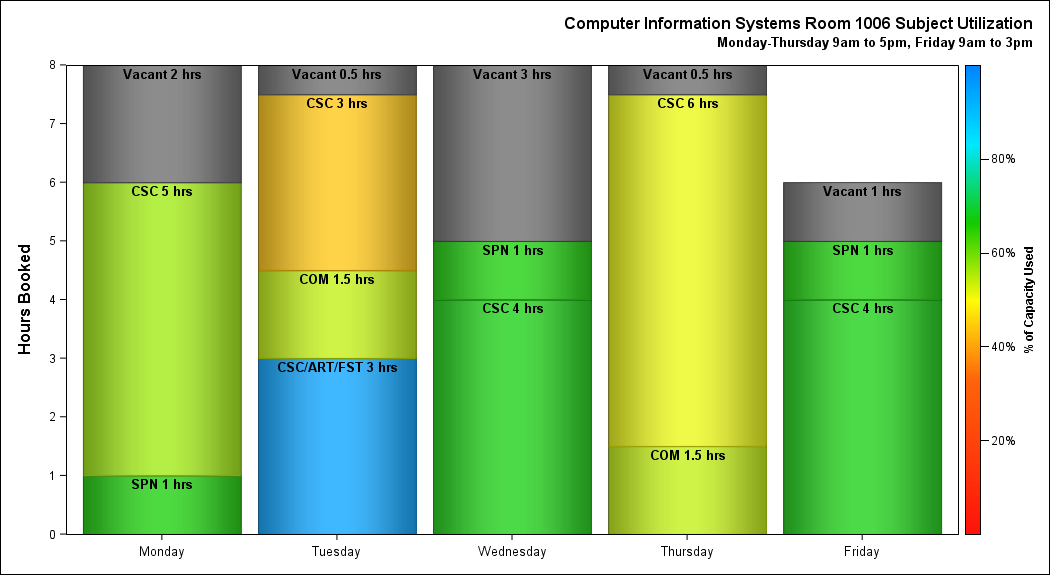 Computer Information Systems Room 1006 Subject Utilization
Monday-Thursday 9am to 5pm, Friday 9am to 3pm
Hours Booked
8
7
6
5
4
3
2
1
0
Vacant 2 hrs
CSC 5 hrs
SPN 1 hrs
Vacant 0.5 hrs
CSC 3 hrs
COM 1.5 hrs
CSC/ART/FST 3 hrs
Vacant 3 hrs
SPN 1 hrs
CSC 4 hrs
Vacant 0.5 hrs
CSC 6 hrs
COM 1.5 hrs
Vacant 1 hrs
SPN 1 hrs
CSC 4 hrs
Monday
Tuesday
Wednesday
Thursday
Friday
80%
60%
40%
20%
% of Capacity Used